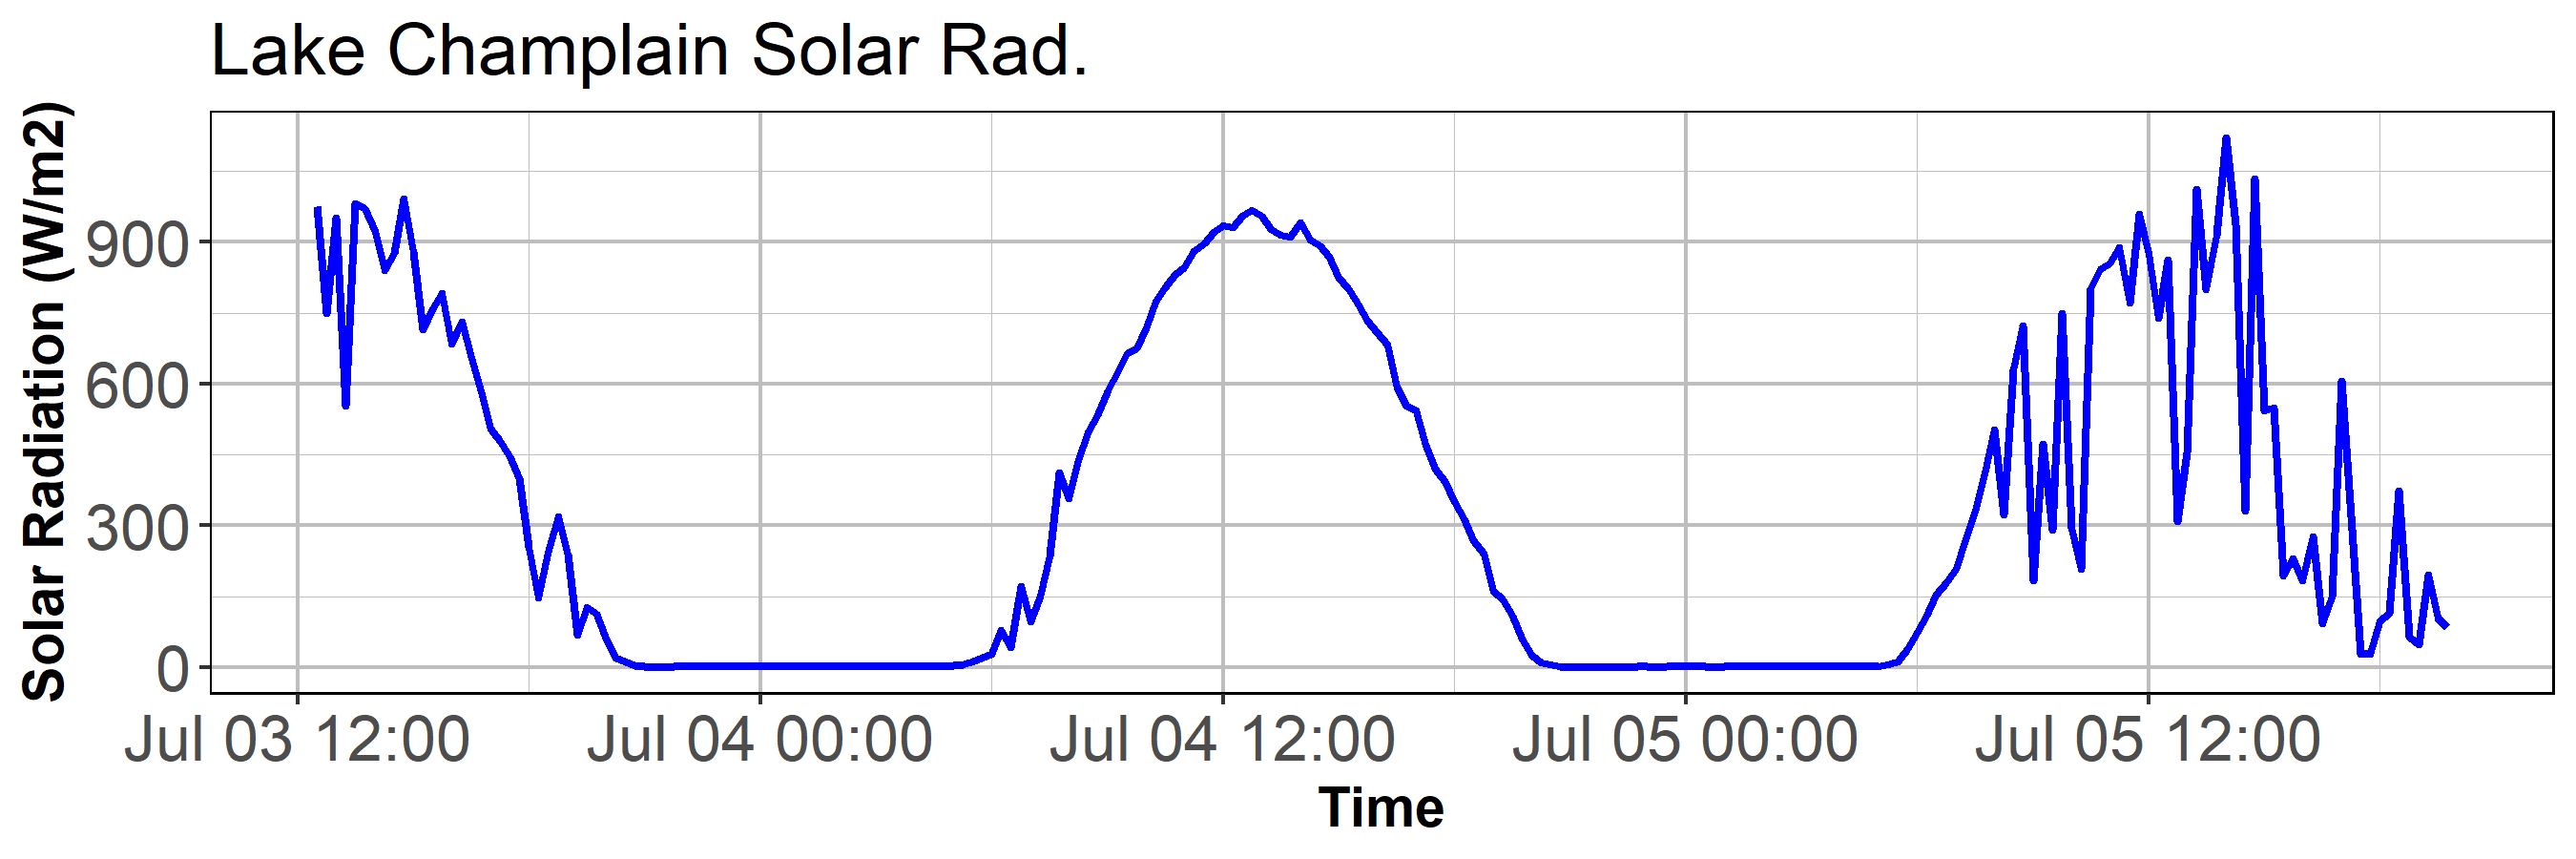 Lake Champlain Solar Rad.
Solar Radiation (W/m2)
900
600
300
0
Jul 03 12:00 Jul 04 00:00 Jul 04 12:00 Jul 05 00:00 Jul 05 12:00
Time